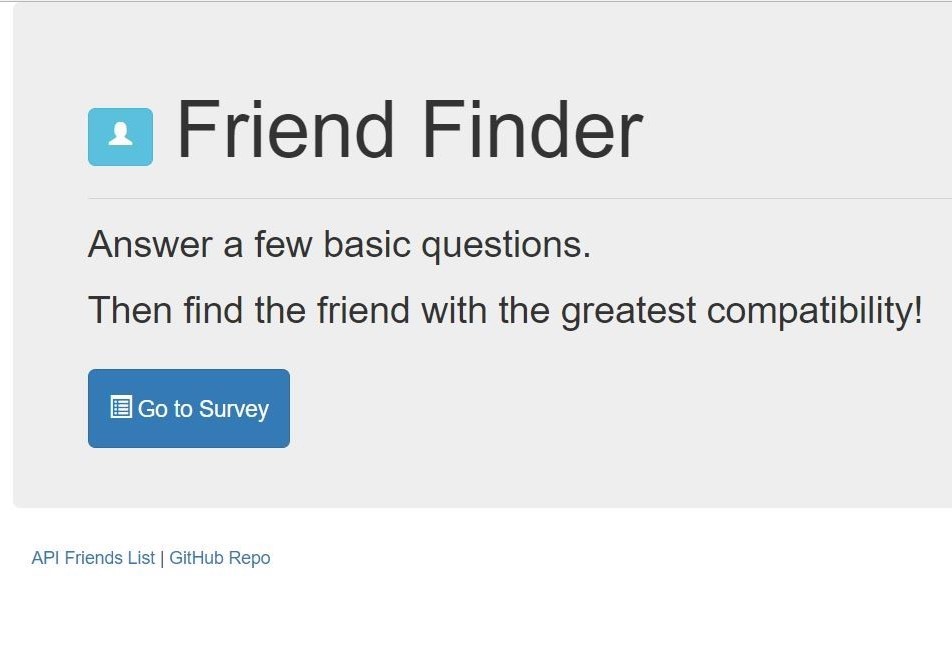 Friend Finder
Answer a few basic questions.
Then find the friend with the greatest compatibility!
Go to Survey
API Friends List | GitHub Repo